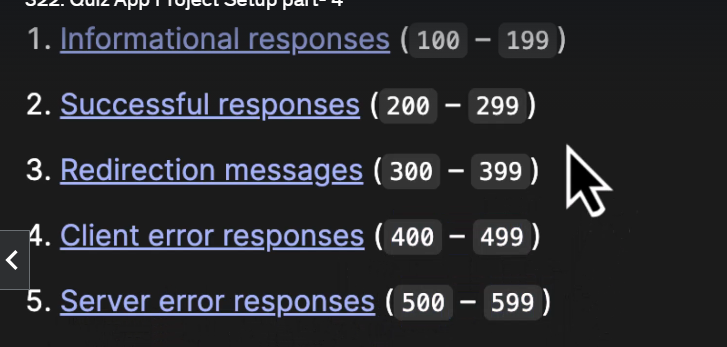 322. Quiz App Project Setup part- 4
1. Informational responses (100 – 199)
2. Successful responses (200 – 299)
3. Redirection messages (300 – 399)
4. Client error responses (400 – 499)
5. Server error responses (500 – 599)